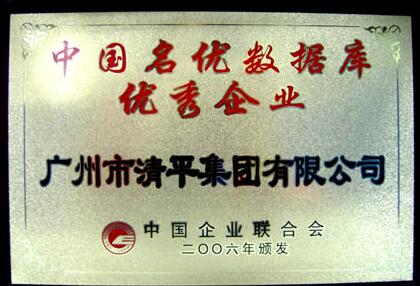 中国名优数据库
优秀企业
广州市清平集团有限公司
中国企业联合会
二〇〇六年颁发